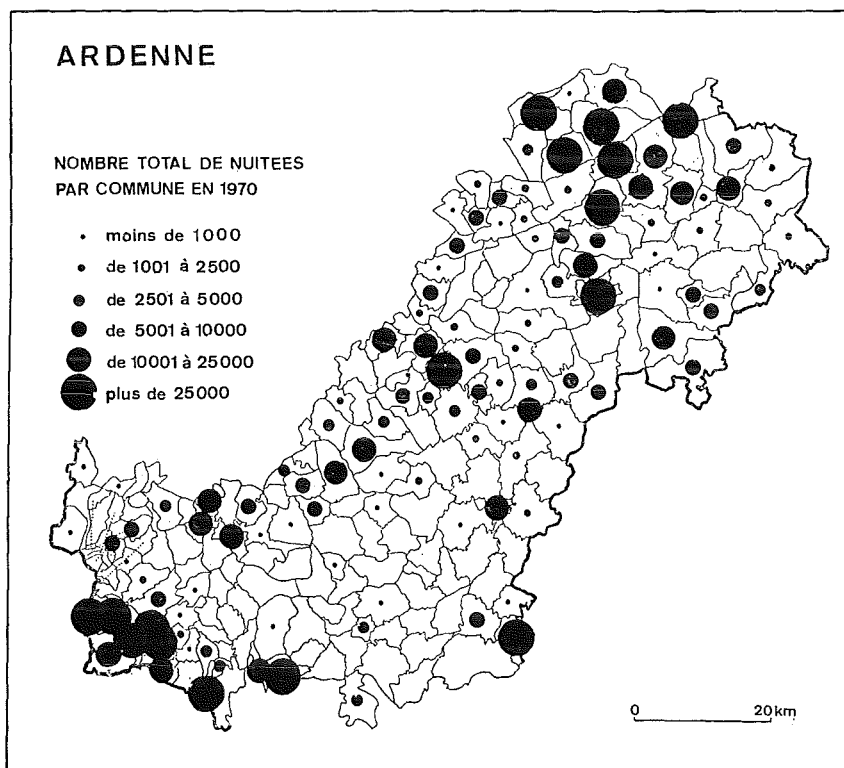 ARDENNE
NOMBRE TOTAL DE NUITEES
PAR COMMUNE EN 1970
moins de 1000
de 1001 à 2500
de 2501 à 5000
de 5001 à 10000
de 10001 à 25000
plus de 25000
0 20km